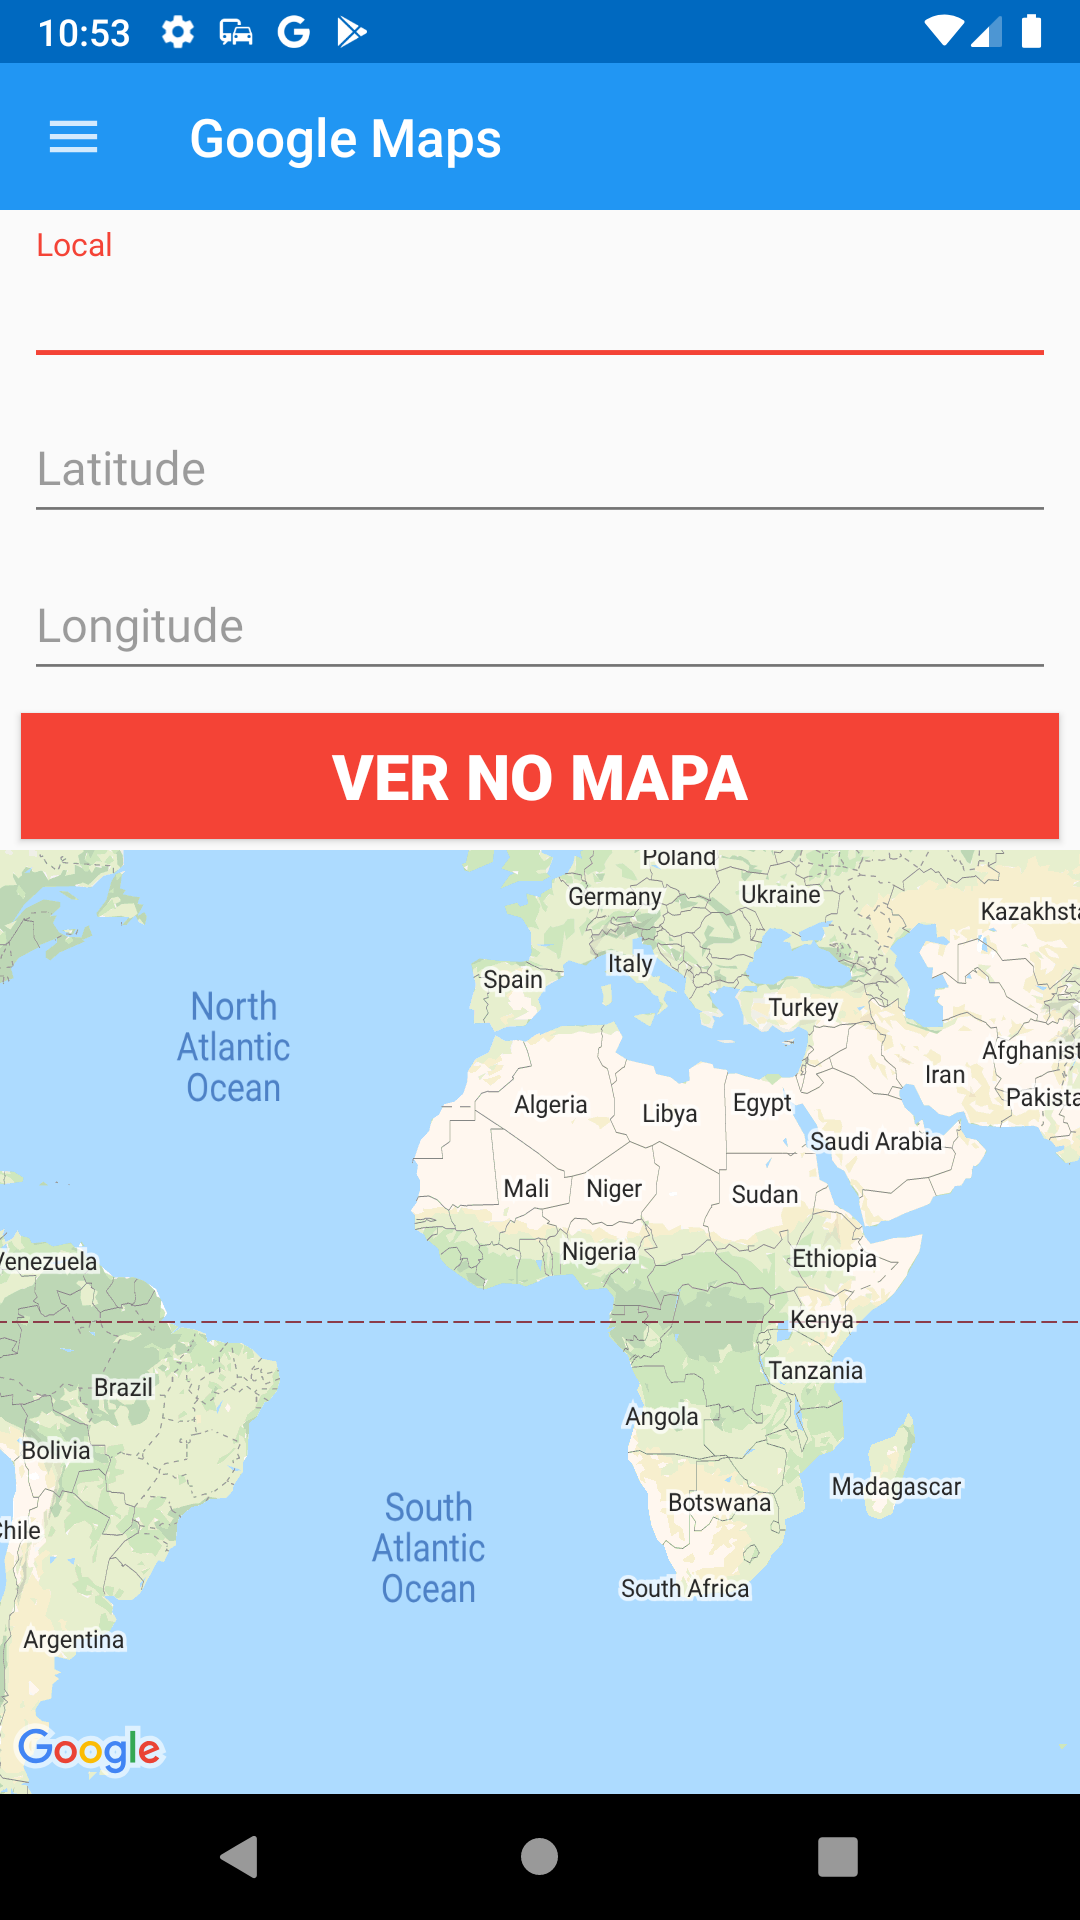 10:53
Google Maps
Local
Latitude
Longitude
VER NO MAPA
Poland
Germany
Ukraine
Kazakhsta
Italy
Spain
North
Atlantic
Ocean
Turkey
Afghanist
Iran
Pakista
Algeria
Libya
Egypt
Saudi Arabia
Mali
Niger
Sudan
Nigeria
Ethiopia
Venezuela
Kenya
Tanzania
Brazil
Angola
Bolivia
Madagascar
Botswana
South
Atlantic
Ocean
Chile
South Africa
Argentina
Google